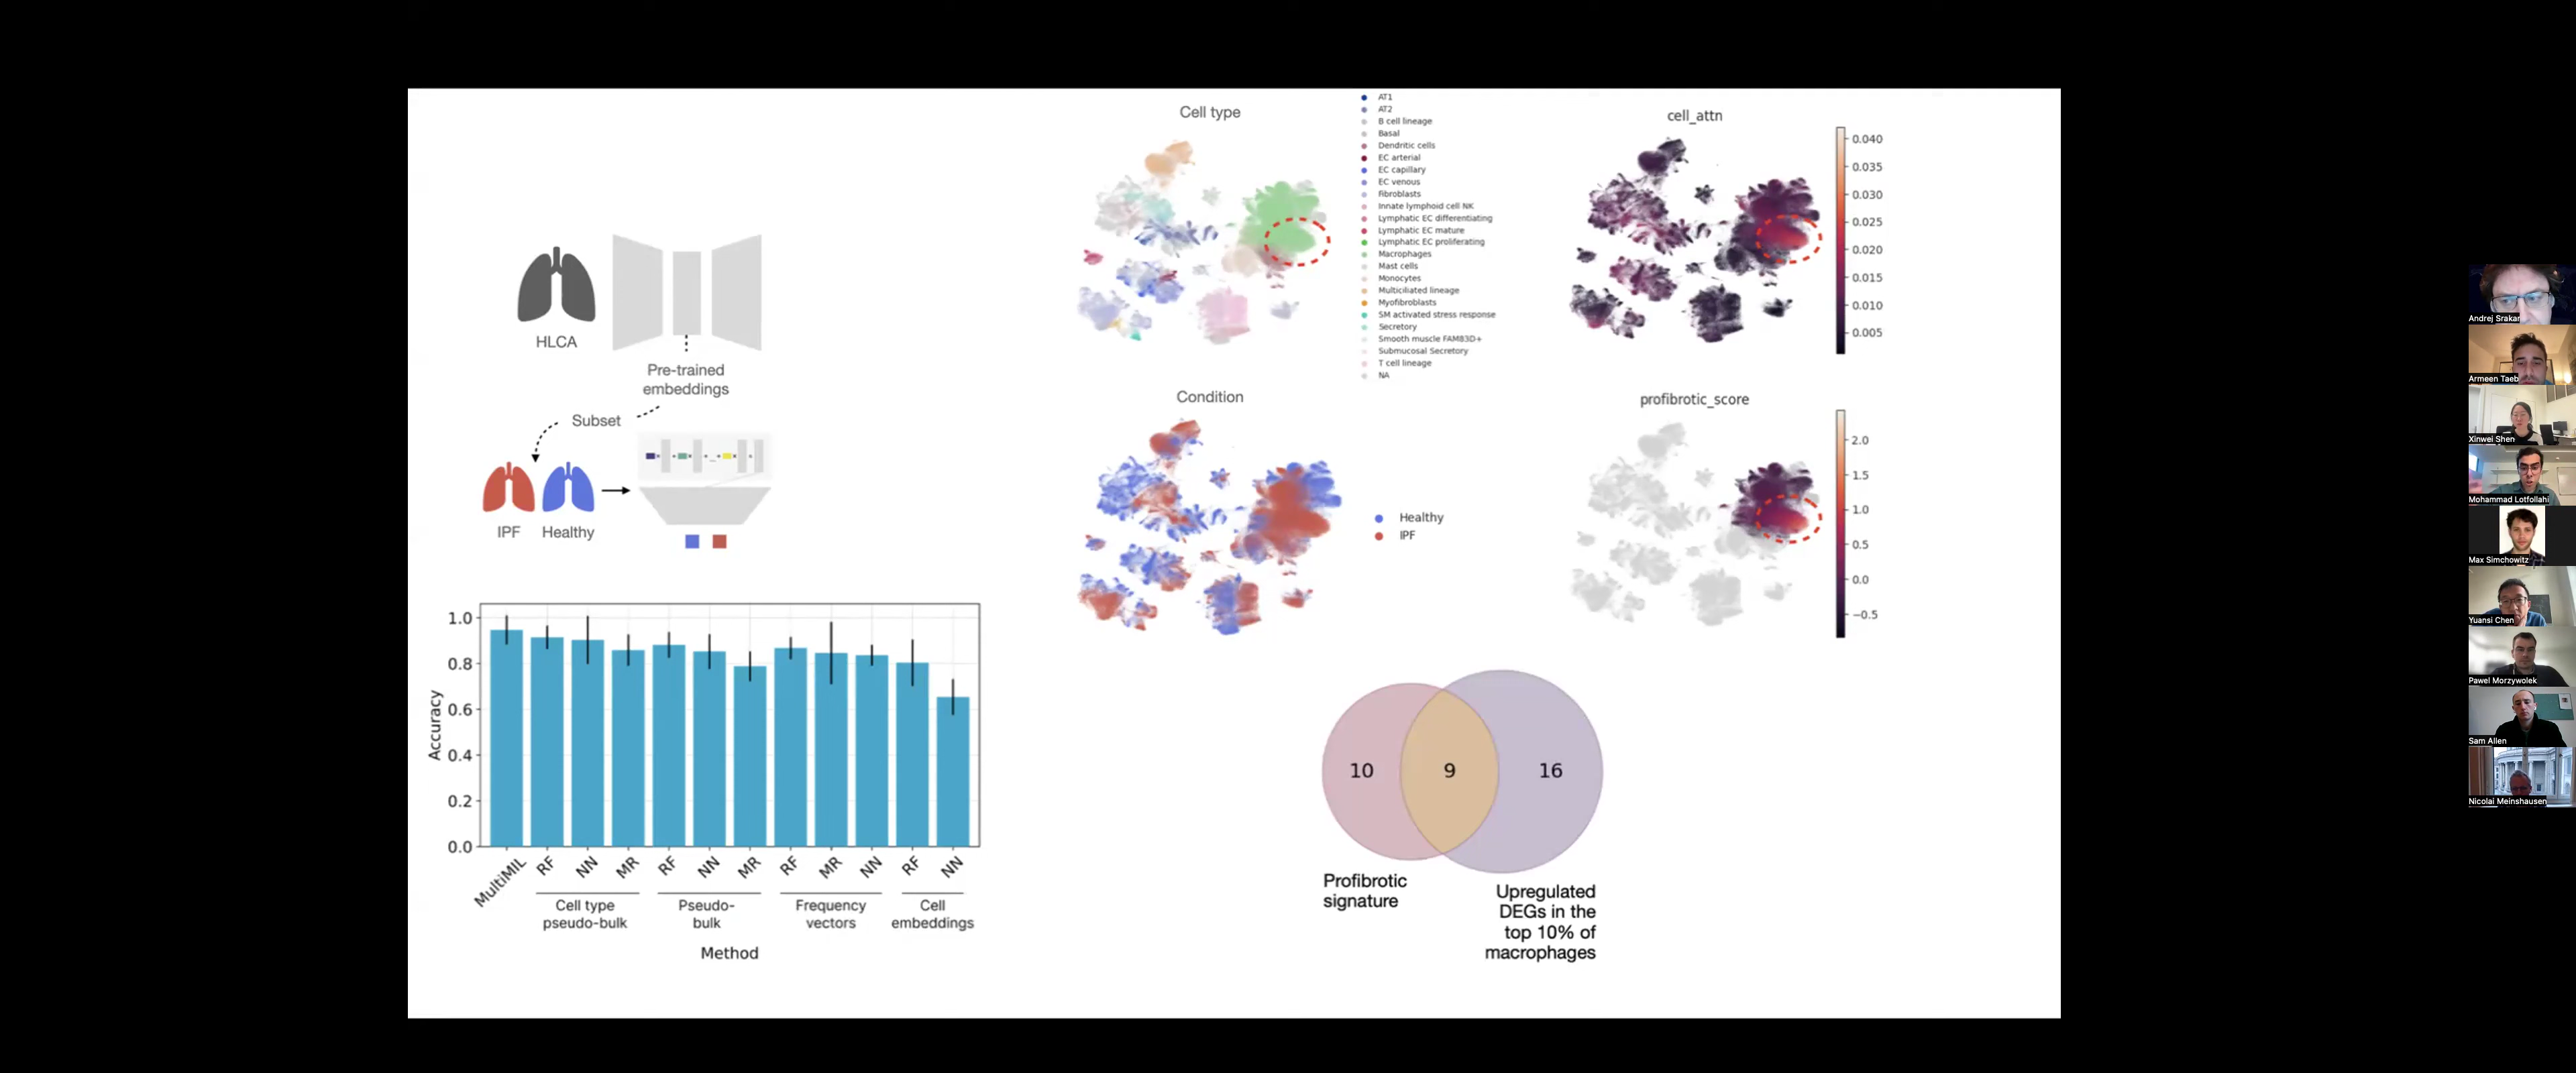 HLCA
Pre-trained
embeddings
Subset
IPF
Healthy
1.0
0.8
0.6
0.4
0.2
0.0
Accuracy
MultiMIL
RF
NN
MR
RF
NN
MR
RF
MR
NN
RF
NN
Cell type
pseudo-bulk
Pseudo-
bulk
Frequency
vectors
Cell
embeddings
Method
Cell type
AT1
AT2
B cell lineage
Basal
Dendritic cells
EC arterial
EC capillary
EC venous
Fibroblasts
Innate lymphoid cell NK
Lymphatic EC differentiating
Lymphatic EC mature
Lymphatic EC proliferating
Macrophages
Mast cells
Monocytes
Multiciliated lineage
Myofibroblasts
SM activated stress response
Secretory
Smooth muscle FAM83D+
Submucosal Secretory
T cell lineage
NA
cell_attn
0.040
0.035
0.030
0.025
0.020
0.015
0.010
0.005
Condition
Healthy
IPF
profibrotic_score
2.0
1.5
1.0
0.5
0.0
−0.5
10
9
16
Profibrotic
signature
Upregulated
DEGs in the
top 10% of
macrophages
Andrej Srakar
Armeen Taeb
Xinwei Shen
Mohammad Lotfollahi
Max Simchowitz
Yuansi Chen
Pawel Morzywolek
Sam Allen
Nicolai Meinshausen